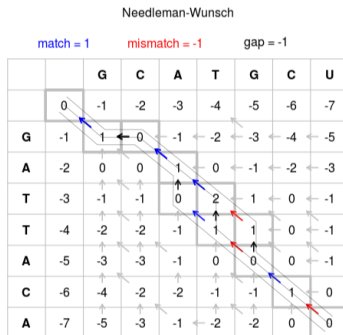 Needleman-Wunsch
match = 1 mismatch = -1 gap = -1
G C A T G C U
0 -1 -2 -3 -4 -5 -6 -7
G -1 1 0 -1 -2 -3 -4 -5
A -2 0 0 1 0 -1 -2 -3
T -3 -1 -1 0 2 1 0 -1
T -4 -2 -2 -1 1 1 0 -1
A -5 -3 -3 -1 0 0 0 -1
C -6 -4 -2 -2 -1 -1 1 0
A -7 -5 -3 -1 -2 -2 0 0